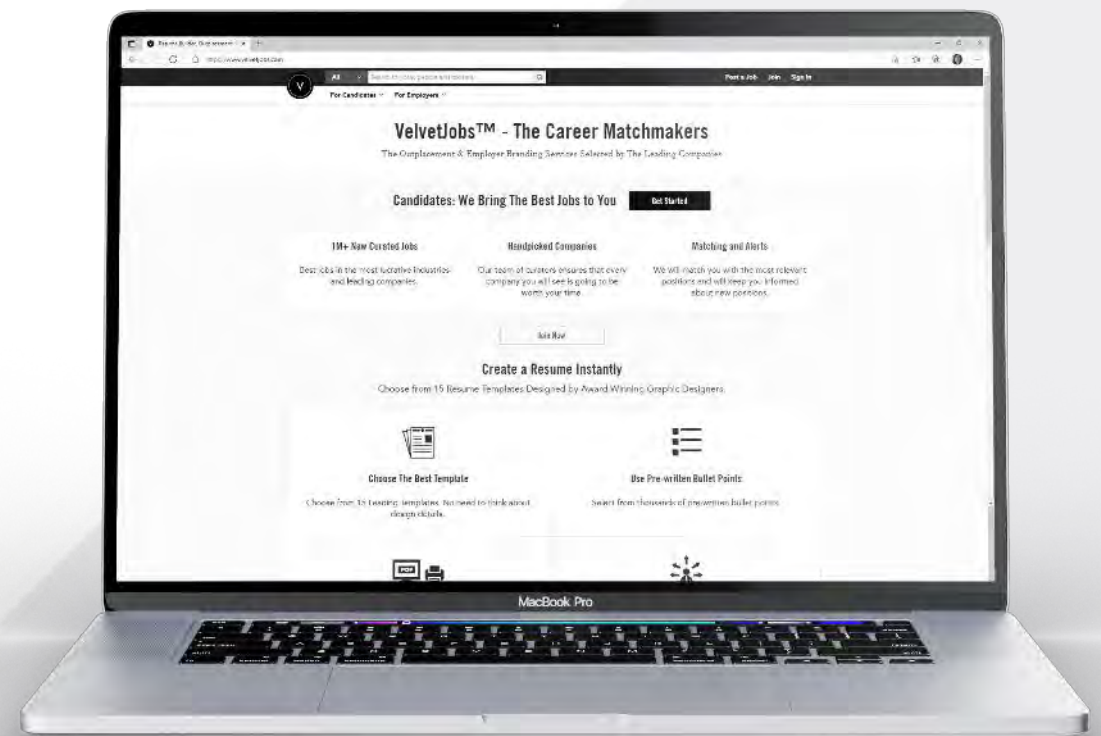 All
Post a Job Join Sign In
V
For Candidates For Employers
VelvetJobs™ - The Career Matchmakers
The Outplacement & Employer Branding Services Selected by The Leading Companies
Candidates: We Bring The Best Jobs to You Get Started
1M+ New Curated Jobs Handpicked Companies Matching and Alerts
Best jobs in the most lucrative industries Our team of curators ensures that every We will match you with the most relevant
and leading companies. company you will see is going to be positions and will keep you informed
worth your time. about new positions.
Join Now
Create a Resume Instantly
Choose from 15 Resume Templates Designed by Award Winning Graphic Designers.
Choose The Best Template Use Pre-written Bullet Points
Choose from 15 Leading Templates. No need to think about Select from thousands of pre-written bullet points
design details.
PDF
MacBook Pro